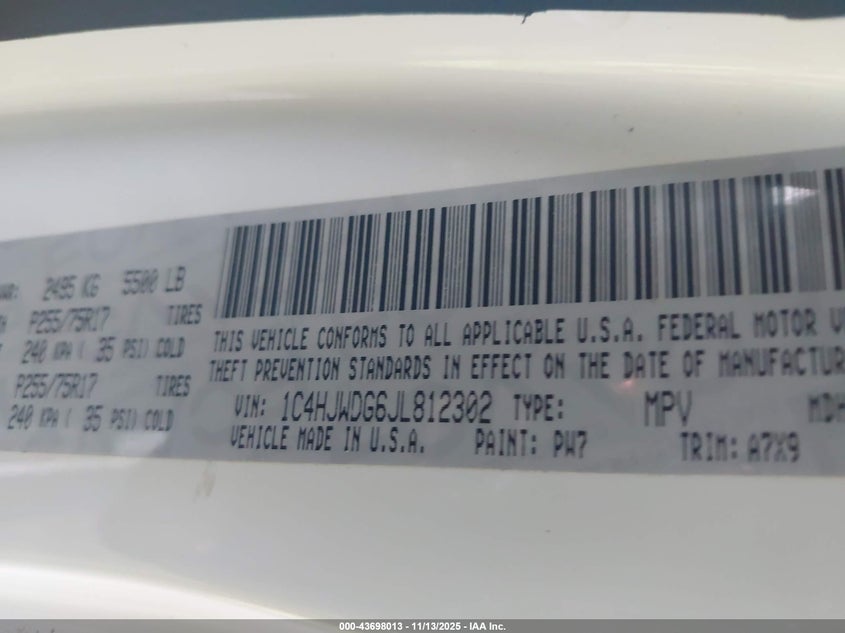 2495 KG 5500 LB
P255/75R17 TIRES
240 KPA ( 35 PSI) COLD
P255/75R17 TIRES
240 KPA ( 35 PSI) COLD
THIS VEHICLE CONFORMS TO ALL APPLICABLE U.S.A. FEDERAL MOTOR V
THEFT PREVENTION STANDARDS IN EFFECT ON THE DATE OF MANUFACTUR
VIN: 1C4HJWDG6JL812302 TYPE: MPV MDH
VEHICLE MADE IN U.S.A. PAINT: PW7 TRIM: A7X9
000-43698013 - 11/13/2025 - IAA Inc.